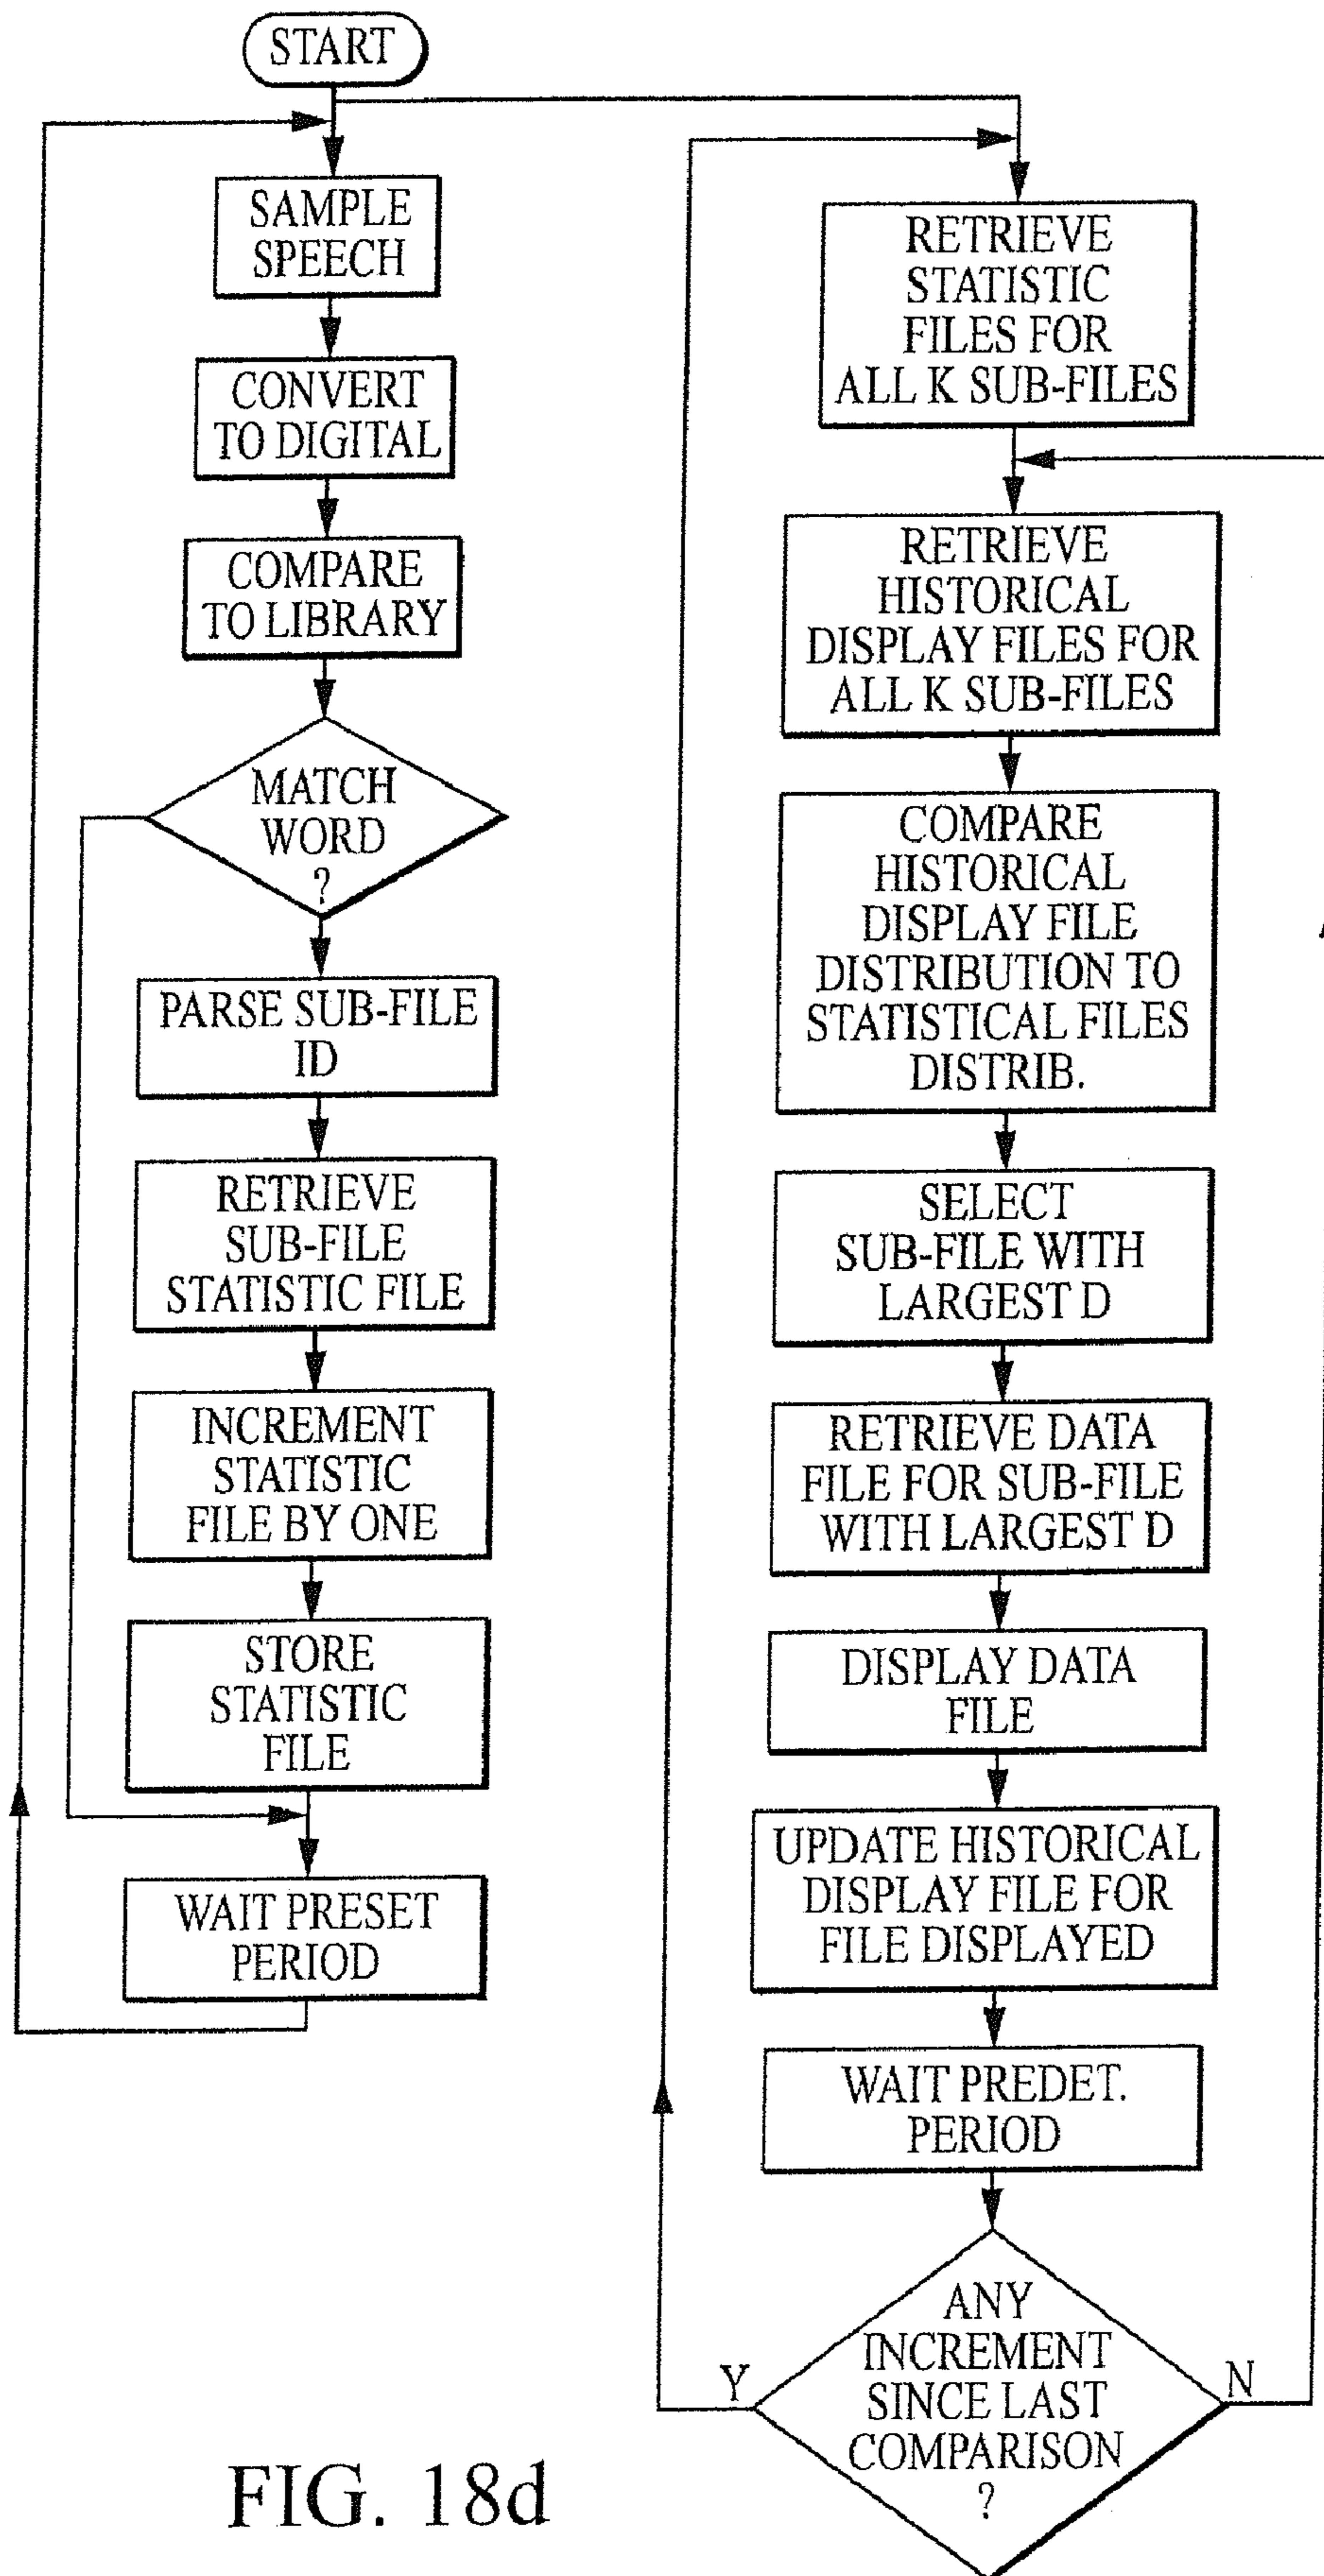 START
SAMPLE
SPEECH
CONVERT
TO DIGITAL
COMPARE
TO LIBRARY
MATCH
WORD
?
PARSE SUB-FILE
ID
RETRIEVE
SUB-FILE
STATISTIC FILE
INCREMENT
STATISTIC
FILE BY ONE
STORE
STATISTIC
FILE
WAIT PRESET
PERIOD
RETRIEVE
STATISTIC
FILES FOR
ALL K SUB-FILES
RETRIEVE
HISTORICAL
DISPLAY FILES FOR
ALL K SUB-FILES
COMPARE
HISTORICAL
DISPLAY FILE
DISTRIBUTION TO
STATISTICAL FILES
DISTRIB.
SELECT
SUB-FILE WITH
LARGEST D
RETRIEVE DATA
FILE FOR SUB-FILE
WITH LARGEST D
DISPLAY DATA
FILE
UPDATE HISTORICAL
DISPLAY FILE FOR
FILE DISPLAYED
WAIT PREDET.
PERIOD
ANY
INCREMENT
SINCE LAST
COMPARISON
?
Y
N
FIG. 18d